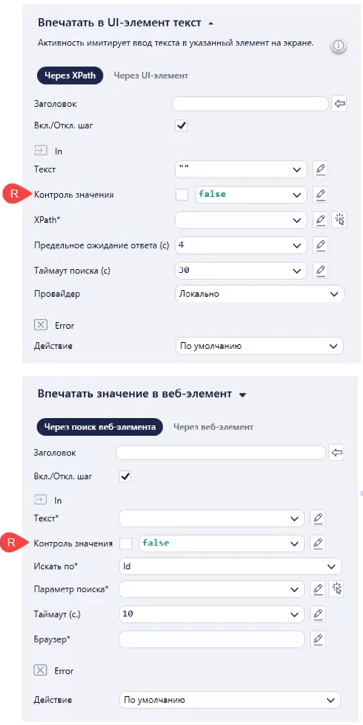 Впечатать в UI-элемент текст
Активность имитирует ввод текста в указанный элемент на экране.
Через XPath Через UI-элемент
Заголовок
Вкл./Откл. шаг
In
Текст ""
R Контроль значения false
XPath*
Предельное ожидание ответа (с) 4
Таймаут поиска (с) 30
Провайдер Локально
Error
Действие По умолчанию
Впечатать значение в веб-элемент
Через поиск веб-элемента Через веб-элемент
Заголовок
Вкл./Откл. шаг
In
Текст*
R Контроль значения false
Искать по* Id
Параметр поиска*
Таймаут (с.) 10
Браузер*
Error
Действие По умолчанию